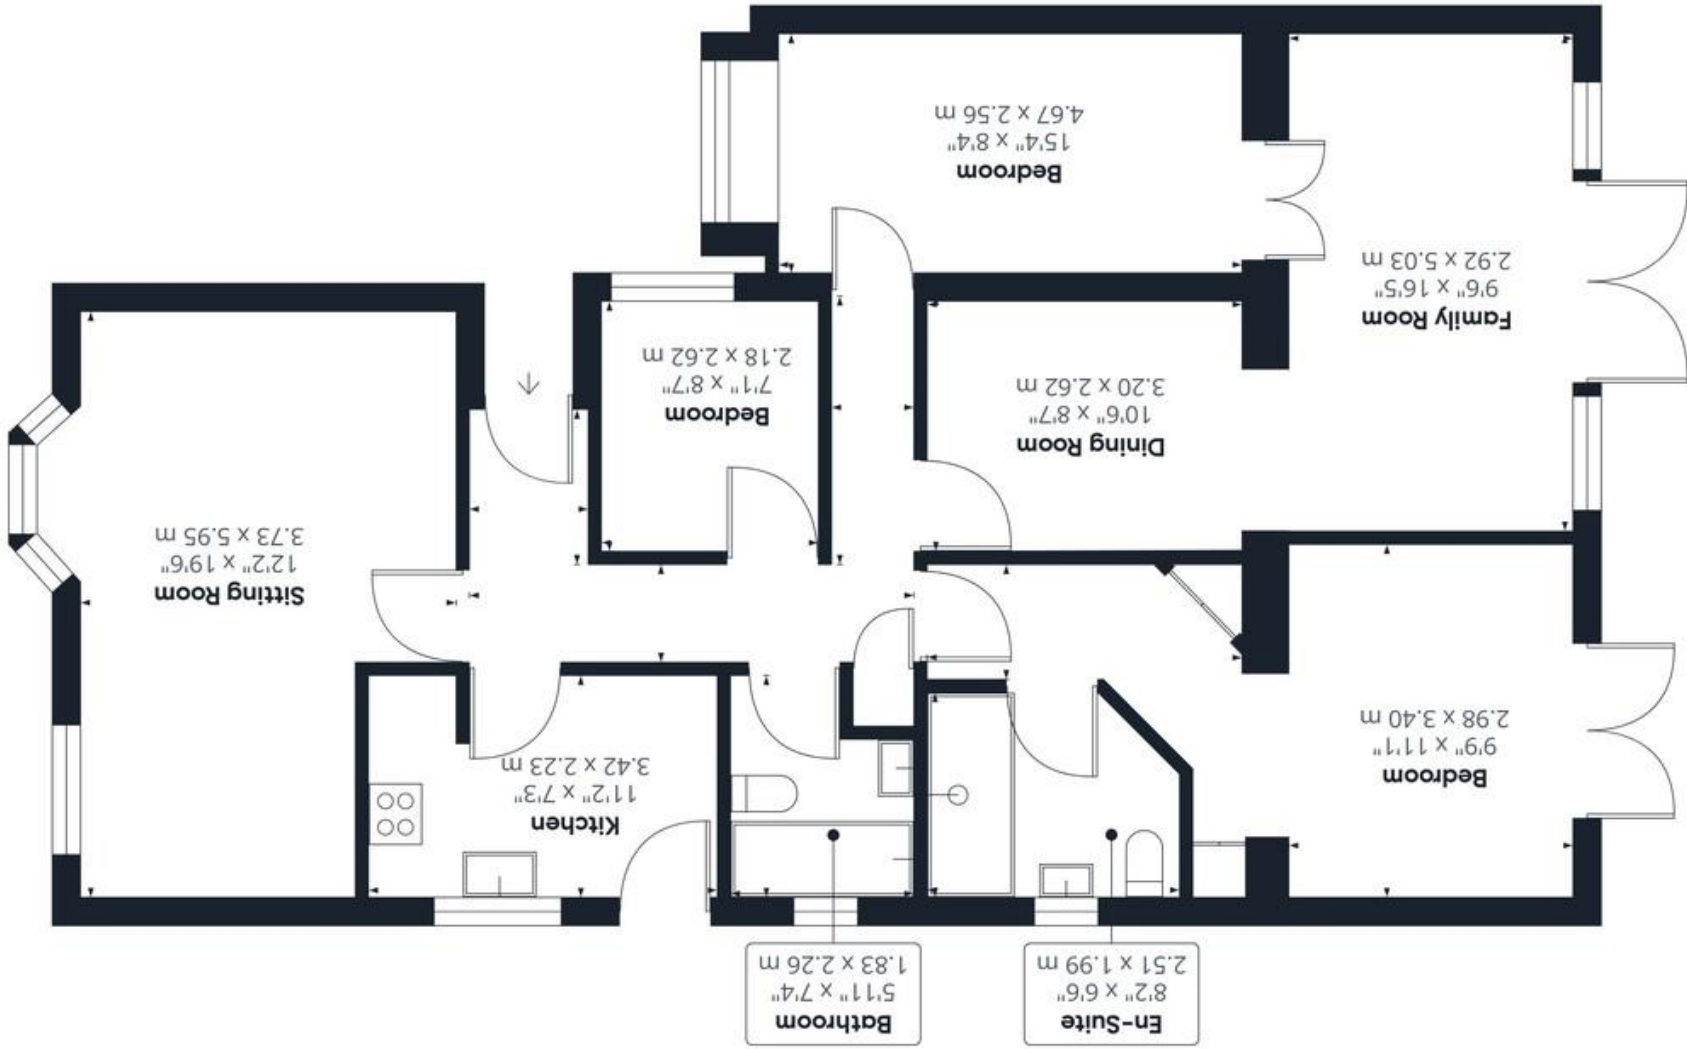 En-Suite
8'2" x 6'6"
2.51 x 1.99 m
Bathroom
5'11" x 7'4"
1.83 x 2.26 m
Bedroom
9'9" x 11'1"
2.98 x 3.40 m
Kitchen
11'2" x 7'3"
3.42 x 2.23 m
Sitting Room
12'2" x 19'6"
3.73 x 5.95 m
Dining Room
10'6" x 8'7"
3.20 x 2.62 m
Bedroom
7'1" x 8'7"
2.18 x 2.62 m
Family Room
9'6" x 16'5"
2.92 x 5.03 m
Bedroom
15'4" x 8'4"
4.67 x 2.56 m